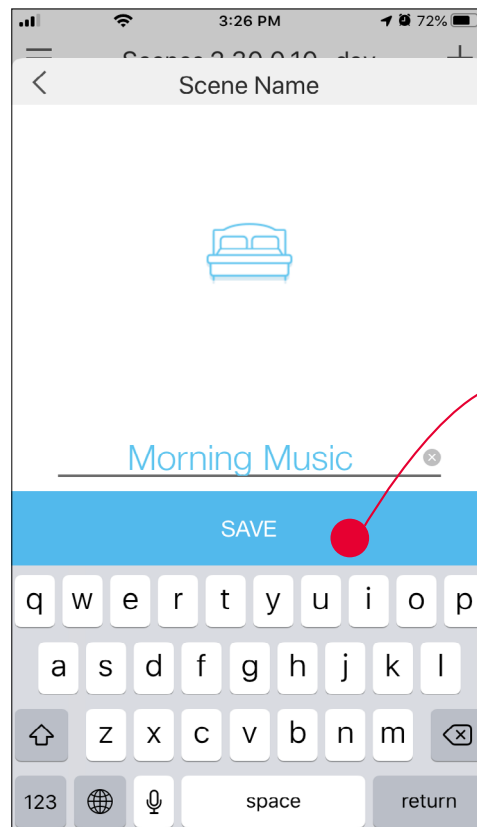 3:26 PM 72%
Scene Name
Morning Music
SAVE
q w e r t y u i o p
a s d f g h j k l
z x c v b n m
123 space return